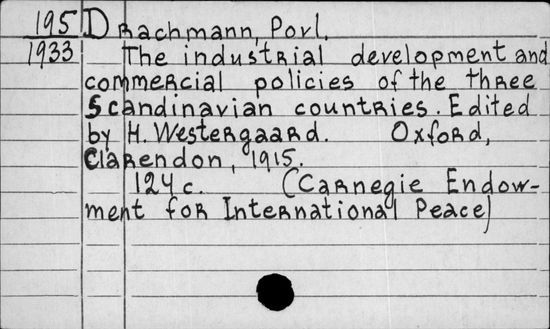 195 Drachmann, Povl.
1933 The industrial development and
commercial policies of the three
Scandinavian countries. Edited
by H. Westergaard. Oxford,
Clarendon, 1915.
124 c. (Carnegie Endow-
ment for International Peace)